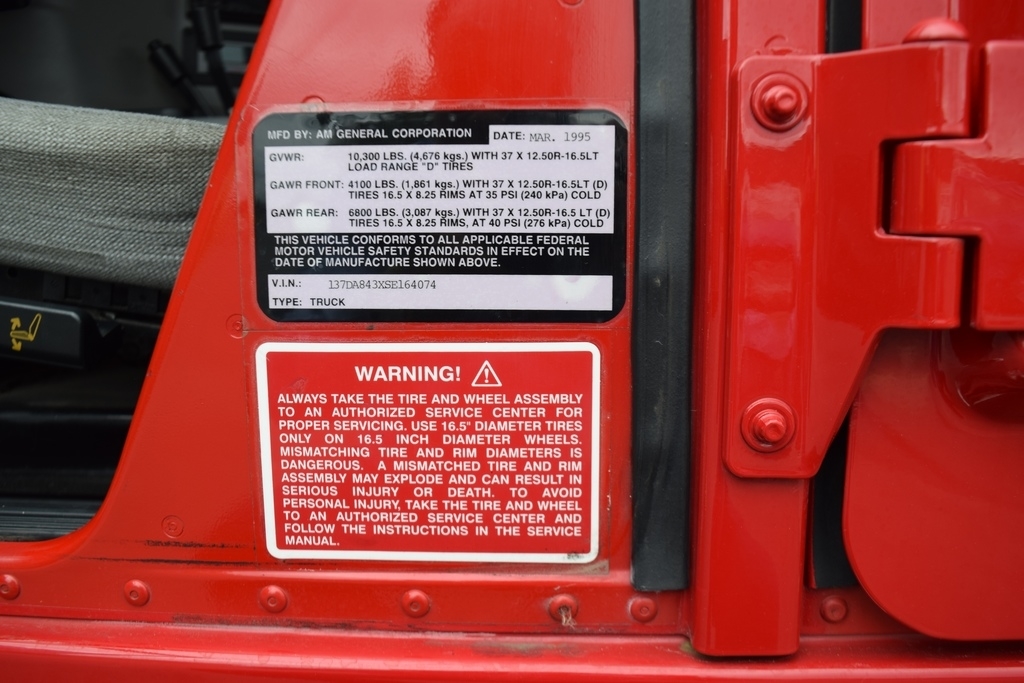 MFD BY: AM GENERAL CORPORATION DATE: MAR. 1995
GVWR: 10,300 LBS. (4,676 kgs.) WITH 37 X 12.50R-16.5LT
LOAD RANGE "D" TIRES
GAWR FRONT: 4100 LBS. (1,861 kgs.) WITH 37 X 12.50R-16.5LT (D)
TIRES 16.5 X 8.25 RIMS AT 35 PSI (240 kPa) COLD
GAWR REAR: 6800 LBS. (3,087 kgs.) WITH 37 X 12.50R-16.5 LT (D)
TIRES 16.5 X 8.25 RIMS, AT 40 PSI (276 kPa) COLD
THIS VEHICLE CONFORMS TO ALL APPLICABLE FEDERAL
MOTOR VEHICLE SAFETY STANDARDS IN EFFECT ON THE
DATE OF MANUFACTURE SHOWN ABOVE.
V.I.N.: 137DA843XSE164074
TYPE: TRUCK
WARNING!
ALWAYS TAKE THE TIRE AND WHEEL ASSEMBLY
TO AN AUTHORIZED SERVICE CENTER FOR
PROPER SERVICING. USE 16.5" DIAMETER TIRES
ONLY ON 16.5 INCH DIAMETER WHEELS.
MISMATCHING TIRE AND RIM DIAMETERS IS
DANGEROUS. A MISMATCHED TIRE AND RIM
ASSEMBLY MAY EXPLODE AND CAN RESULT IN
SERIOUS INJURY OR DEATH. TO AVOID
PERSONAL INJURY, TAKE THE TIRE AND WHEEL
TO AN AUTHORIZED SERVICE CENTER AND
FOLLOW THE INSTRUCTIONS IN THE SERVICE
MANUAL.